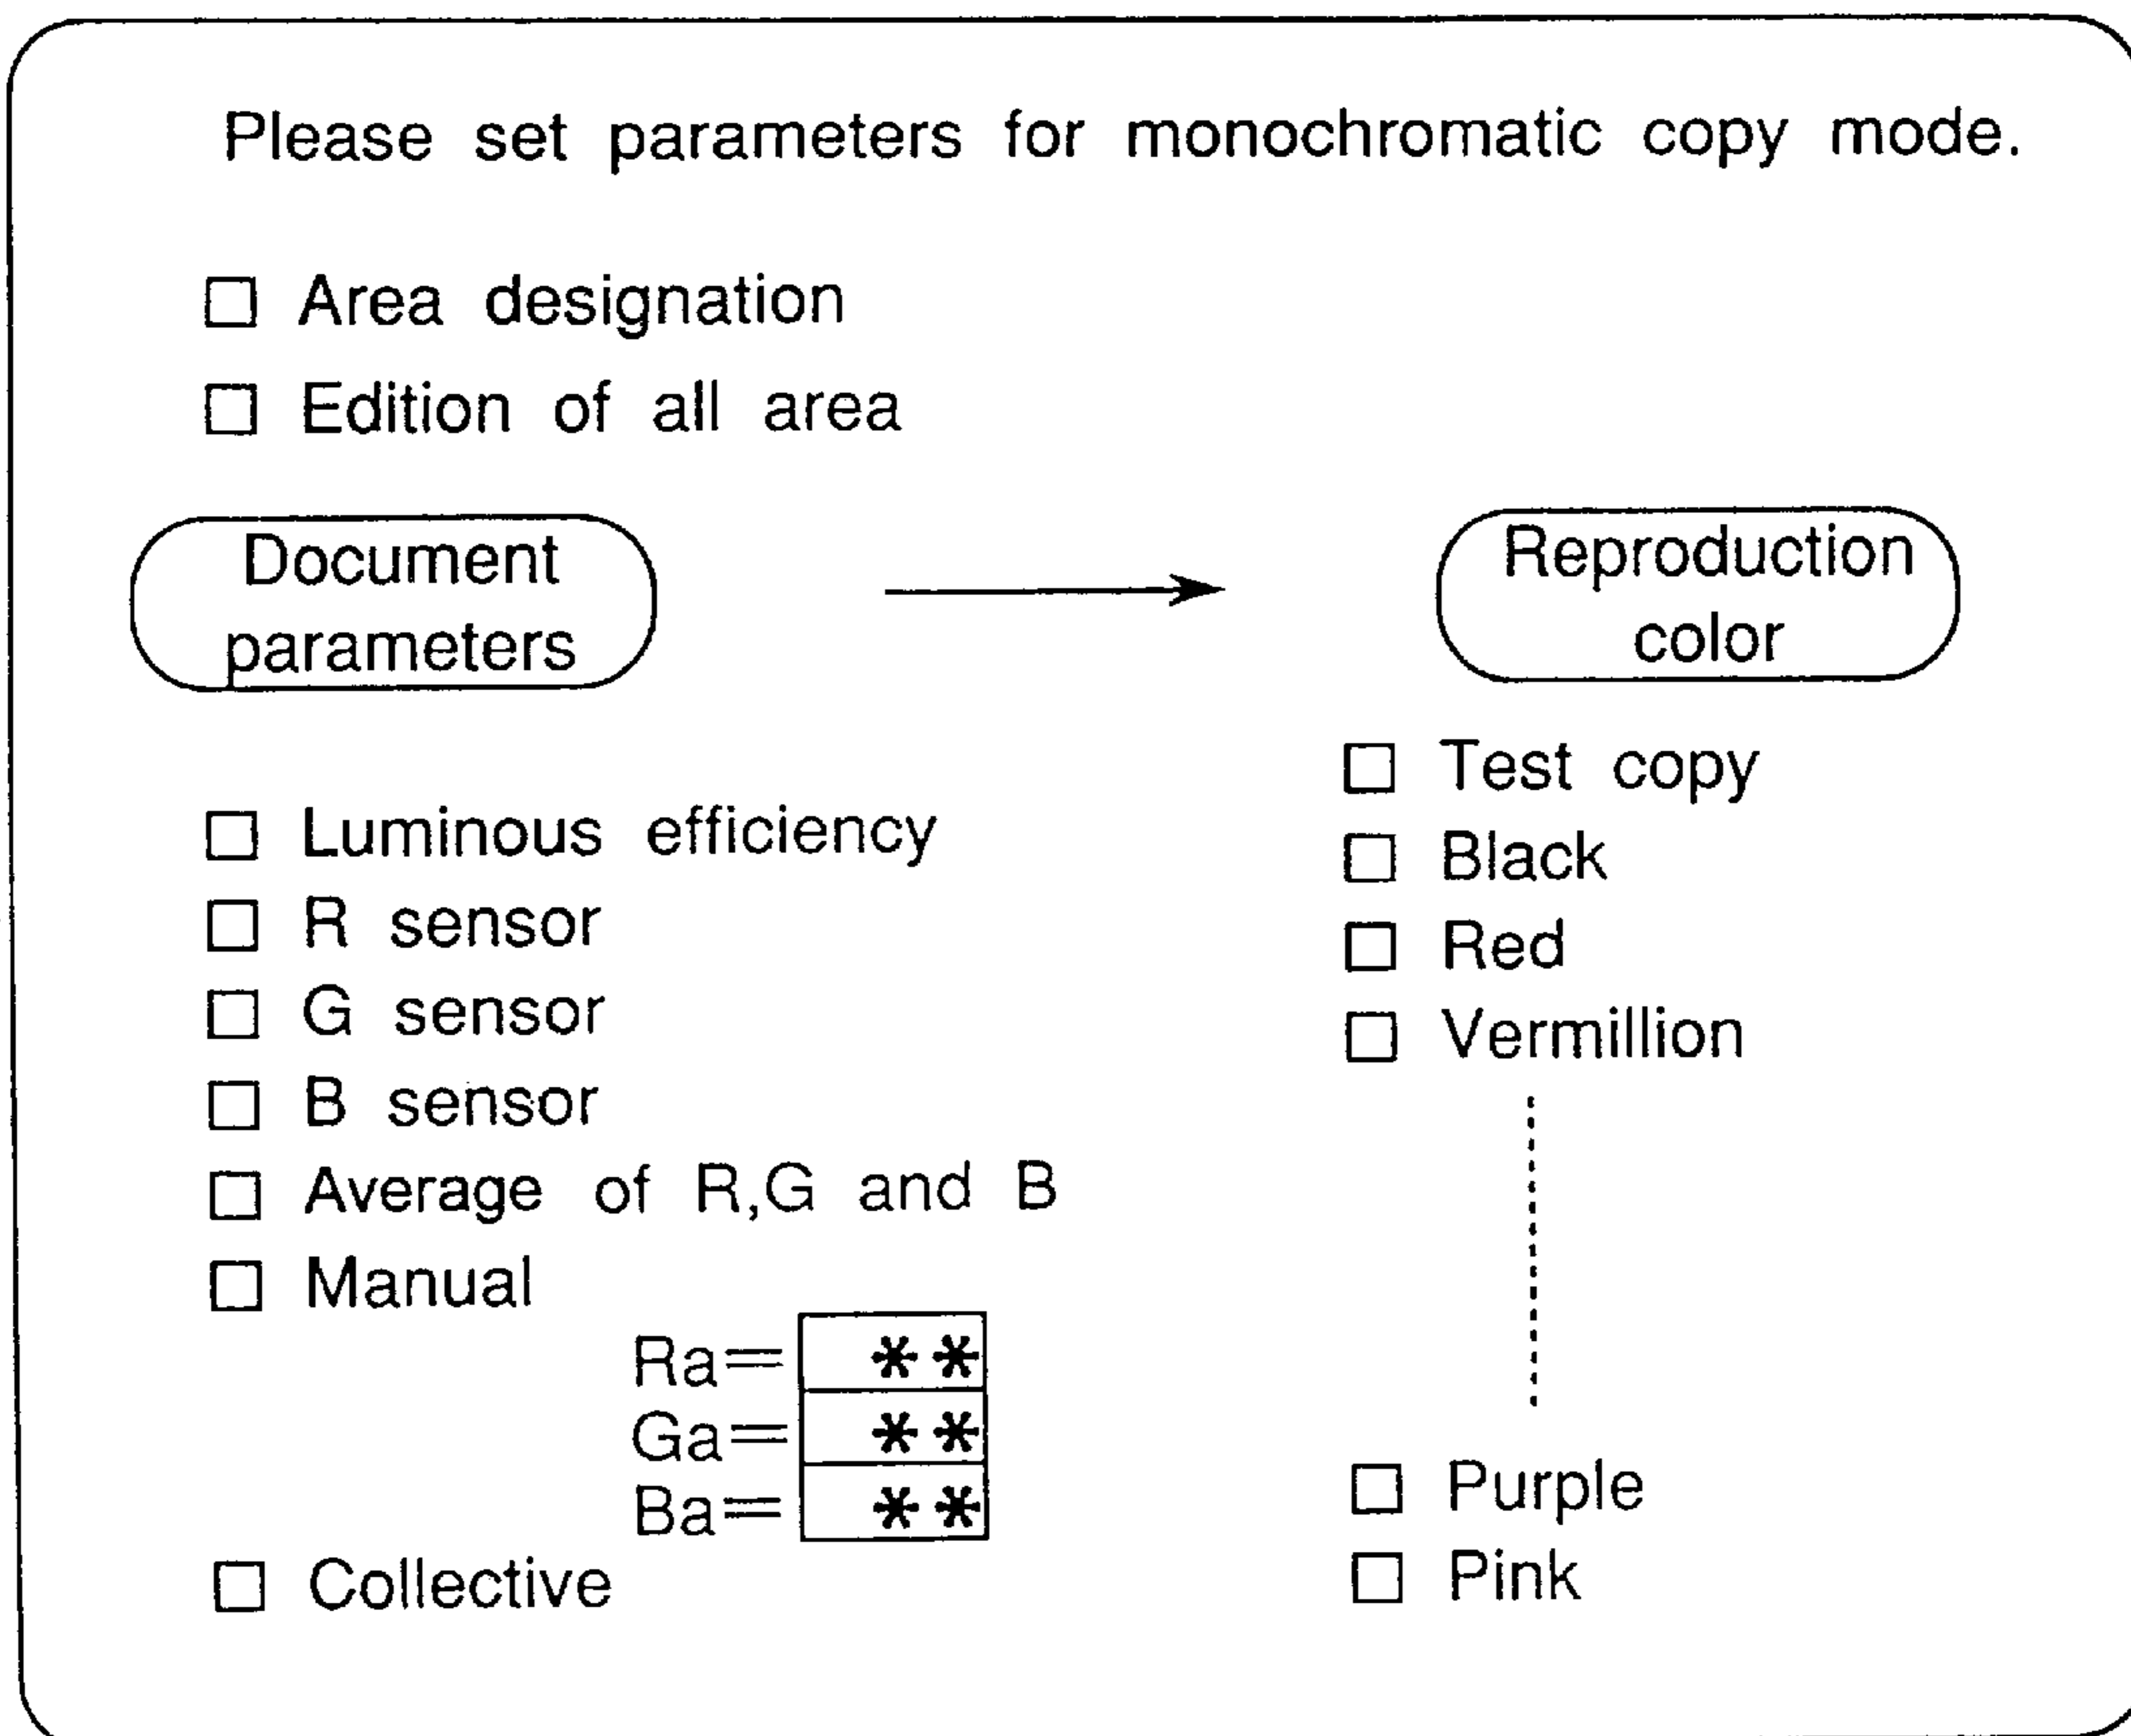 Please set parameters for monochromatic copy mode.
□ Area designation
□ Edition of all area
Document
parameters
Reproduction
color
□ Luminous efficiency
□ R sensor
□ G sensor
□ B sensor
□ Average of R,G and B
□ Manual
Ra= **
Ga= **
Ba= **
□ Collective
□ Test copy
□ Black
□ Red
□ Vermillion
□ Purple
□ Pink